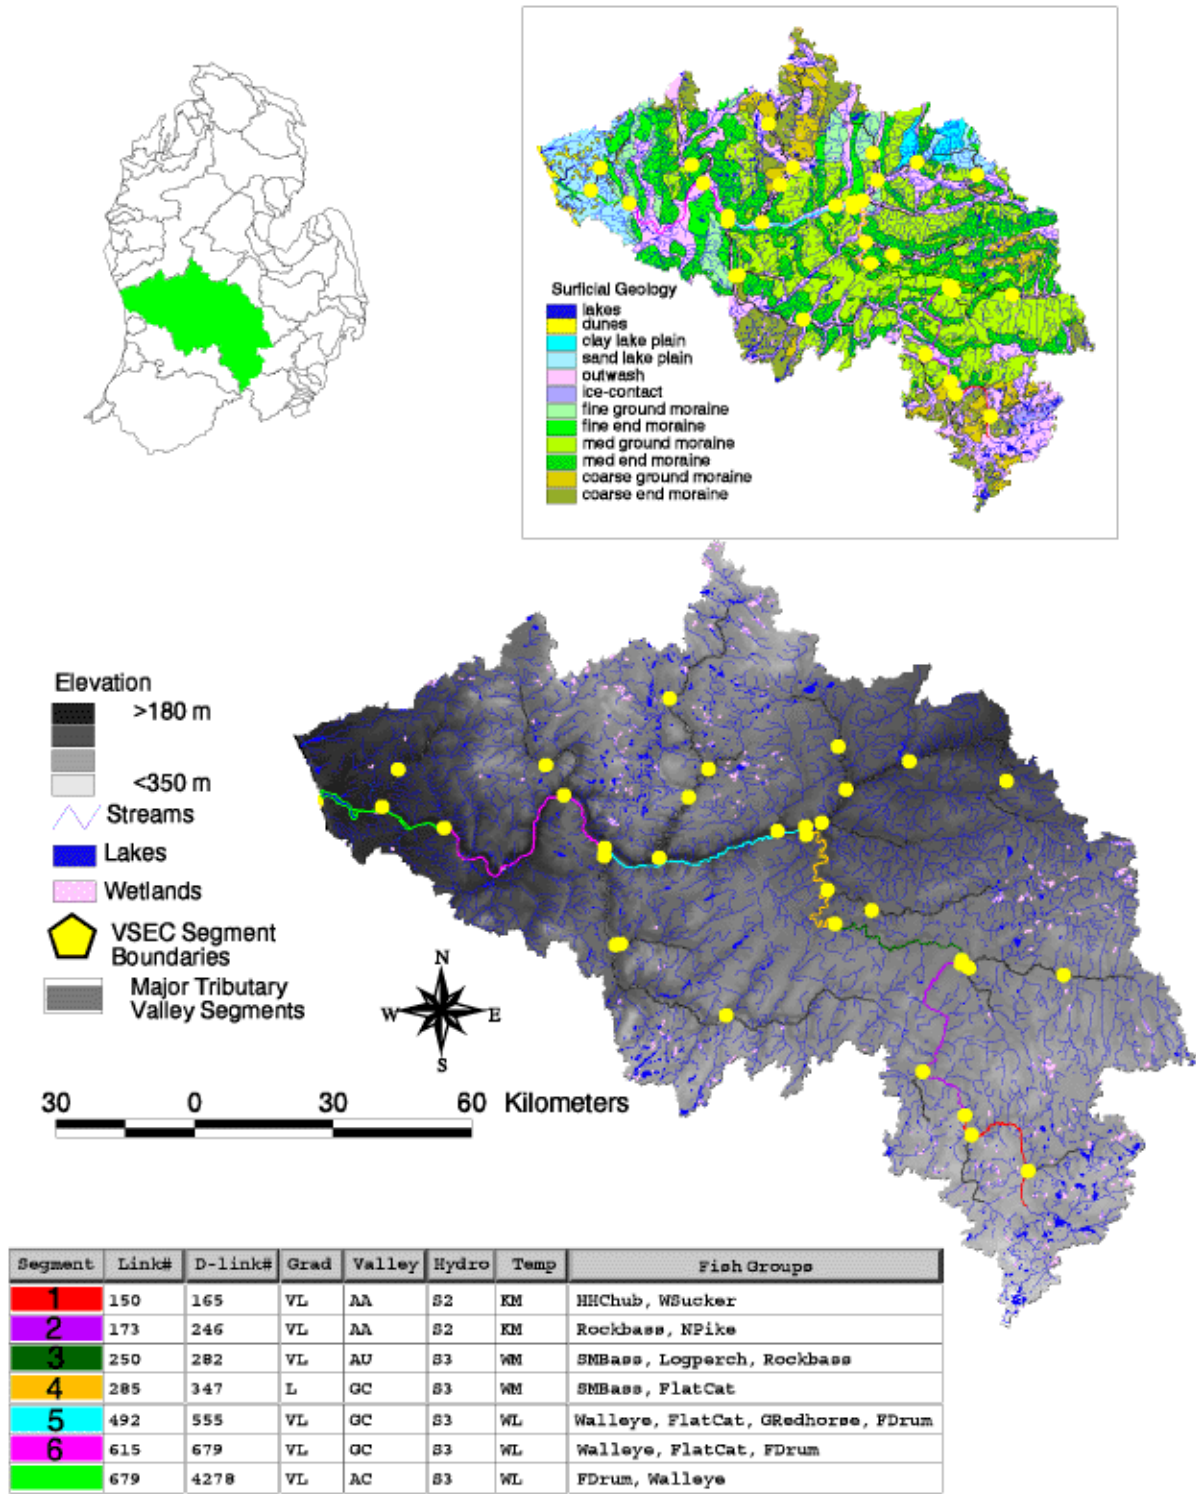 Surficial Geology
lakes
dunes
clay lake plain
sand lake plain
outwash
ice-contact
fine ground moraine
fine end moraine
med ground moraine
med end moraine
coarse ground moraine
coarse end moraine
Elevation
>180 m
<350 m
Streams
Lakes
Wetlands
VSEC Segment
Boundaries
Major Tributary
Valley Segments
N
W E
S
30 0 30 60 Kilometers
Segment Link# D-link# Grad Valley Hydro Temp Fish Groups
1 150 165 VL AA S2 KM HHChub, WSucker
2 173 246 VL AA S2 KM Rockbass, NPike
3 250 282 VL AU S3 WM SMBass, Logperch, Rockbass
4 285 347 L GC S3 WM SMBass, FlatCat
5 492 555 VL GC S3 WL Walleye, FlatCat, GRedhorse, FDrum
6 615 679 VL GC S3 WL Walleye, FlatCat, FDrum
679 4278 VL AC S3 WL FDrum, Walleye